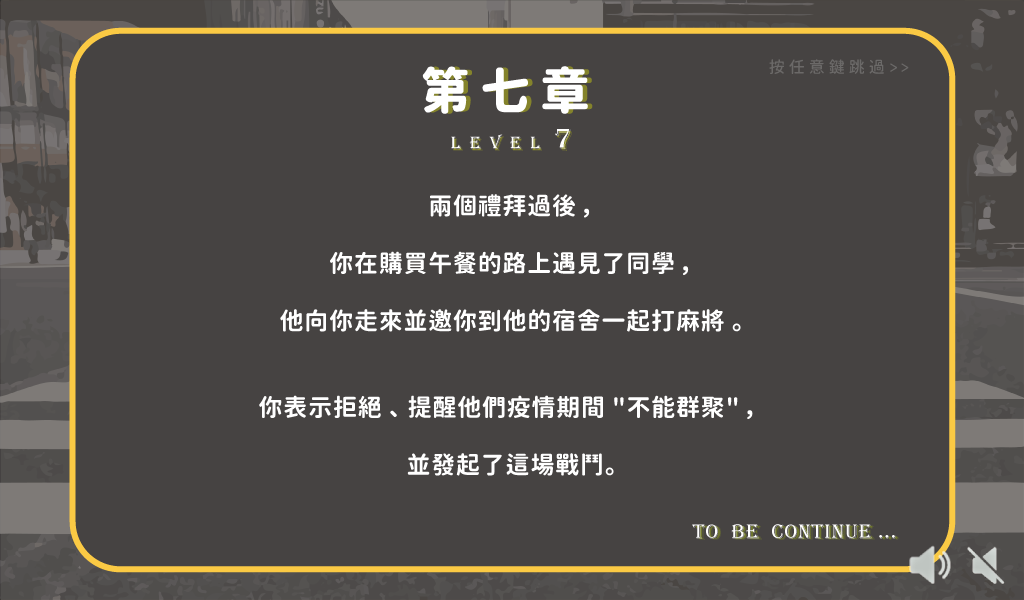 第七章
按任意鍵跳過>>
LEVEL 7
兩個禮拜過後，
你在購買午餐的路上遇見了同學，
他向你走來並邀你到他的宿舍一起打麻將。
你表示拒絕、提醒他們疫情期間"不能群聚"，
並發起了這場戰鬥。
TO BE CONTINUE...